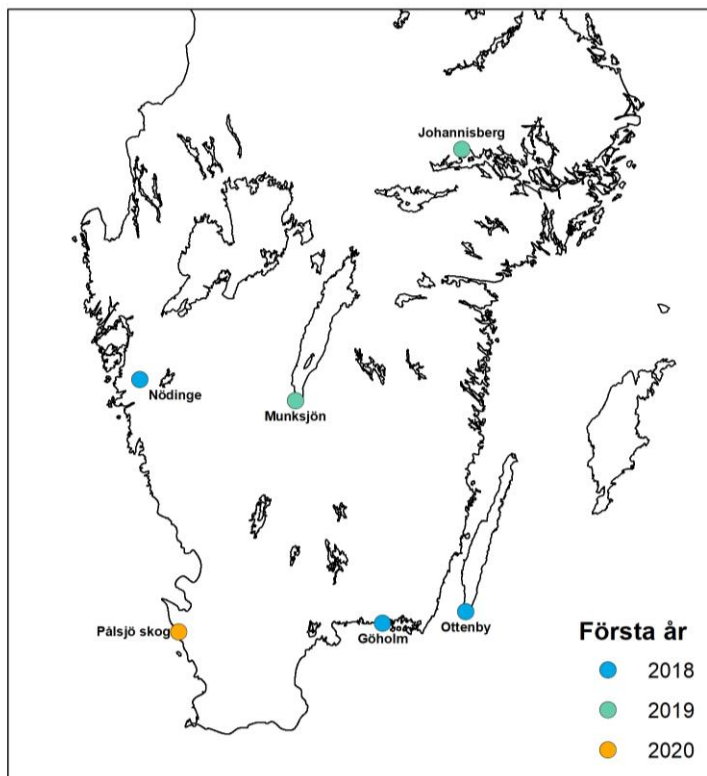 Johannisberg
Nödinge
Munksjön
Pålsjö skog
Göholm
Ottenby
Första år
2018
2019
2020